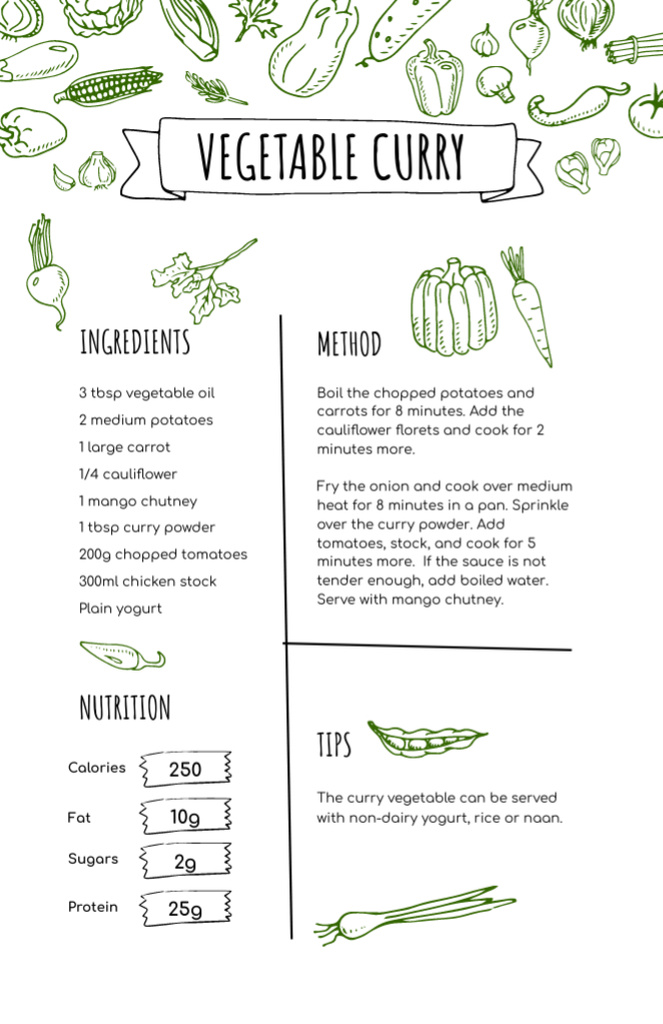 VEGETABLE CURRY
INGREDIENTS
3 tbsp vegetable oil
2 medium potatoes
1 large carrot
1/4 cauliflower
1 mango chutney
1 tbsp curry powder
200g chopped tomatoes
300ml chicken stock
Plain yogurt
NUTRITION
Calories 250
Fat 10g
Sugars 2g
Protein 25g
METHOD
Boil the chopped potatoes and
carrots for 8 minutes. Add the
cauliflower florets and cook for 2
minutes more.
Fry the onion and cook over medium
heat for 8 minutes in a pan. Sprinkle
over the curry powder. Add
tomatoes, stock, and cook for 5
minutes more. If the sauce is not
tender enough, add boiled water.
Serve with mango chutney.
TIPS
The curry vegetable can be served
with non-dairy yogurt, rice or naan.